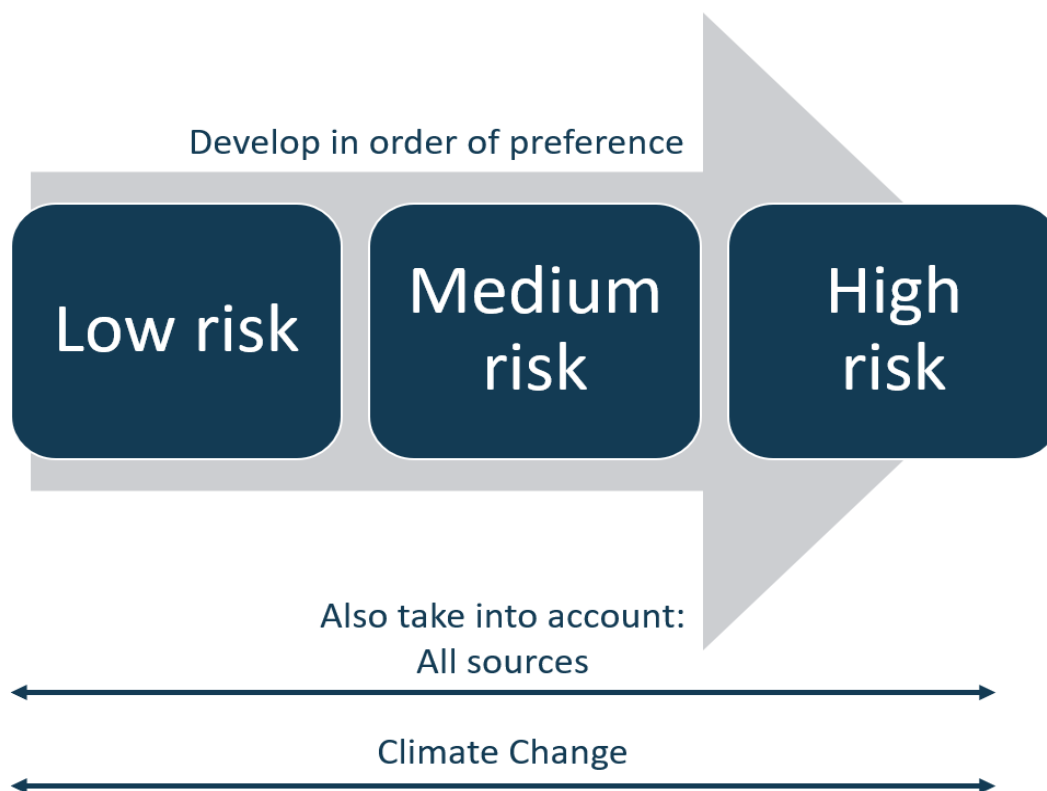 Develop in order of preference
Low risk
Medium
risk
High
risk
Also take into account:
All sources
Climate Change